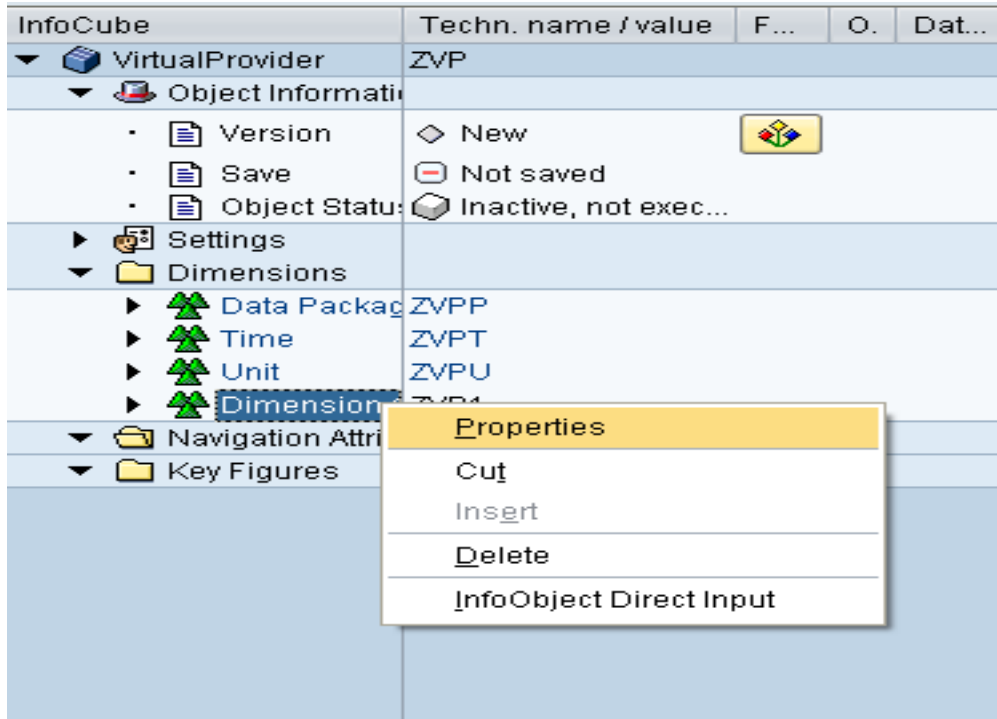 InfoCube Techn. name / value F... O. Dat...
VirtualProvider ZVP
Object Informati
Version New
Save Not saved
Object Status Inactive, not exec...
Settings
Dimensions
Data Packag ZVPP
Time ZVPT
Unit ZVPU
Dimension
Properties
Navigation Attri
Key Figures
Cut
Insert
Delete
InfoObject Direct Input